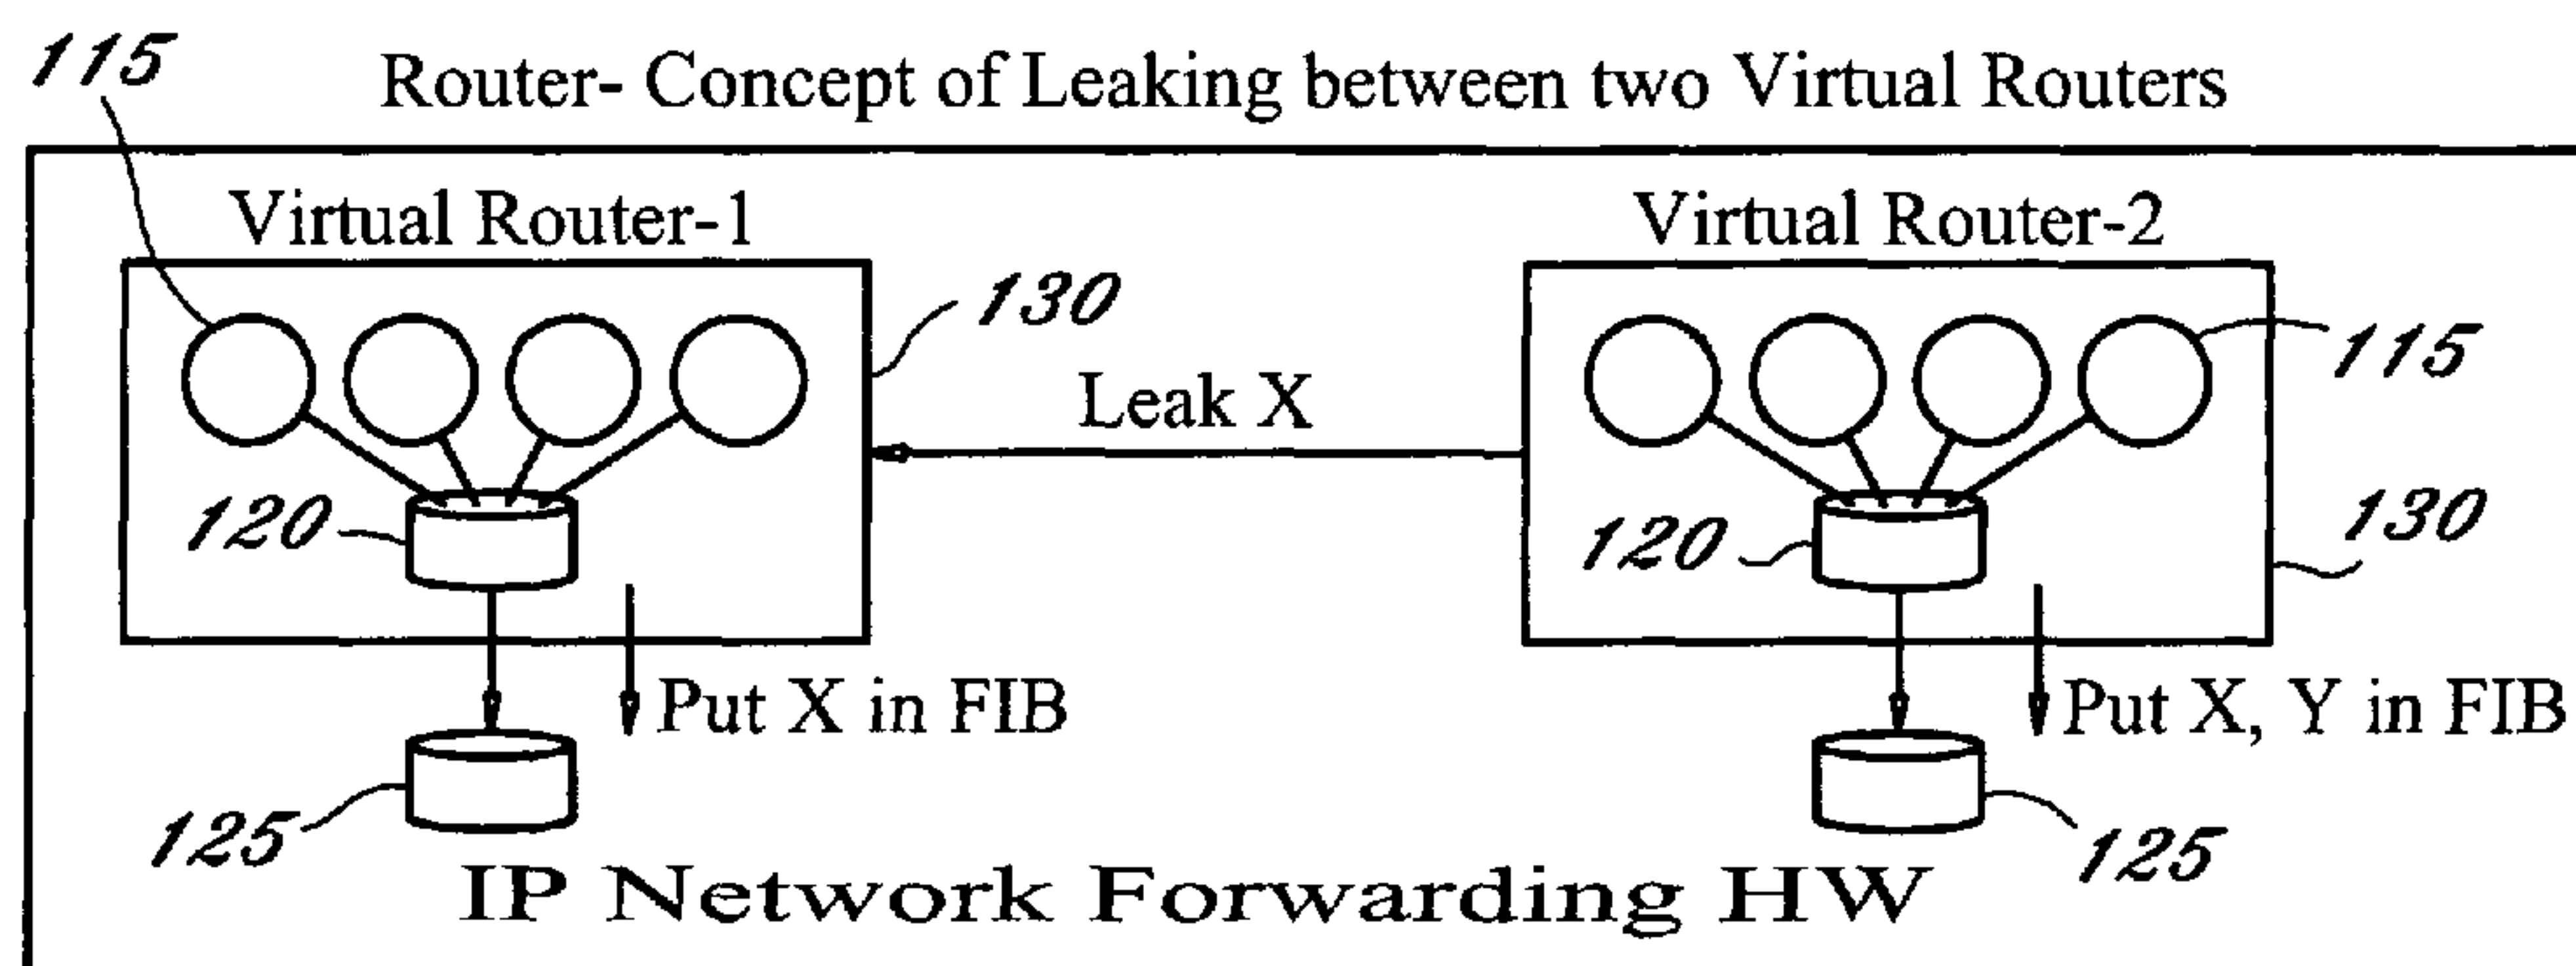 115
Router- Concept of Leaking between two Virtual Routers
Virtual Router-1
Virtual Router-2
130
115
Leak X
120
120
130
Put X in FIB
Put X, Y in FIB
125
125
IP Network Forwarding HW